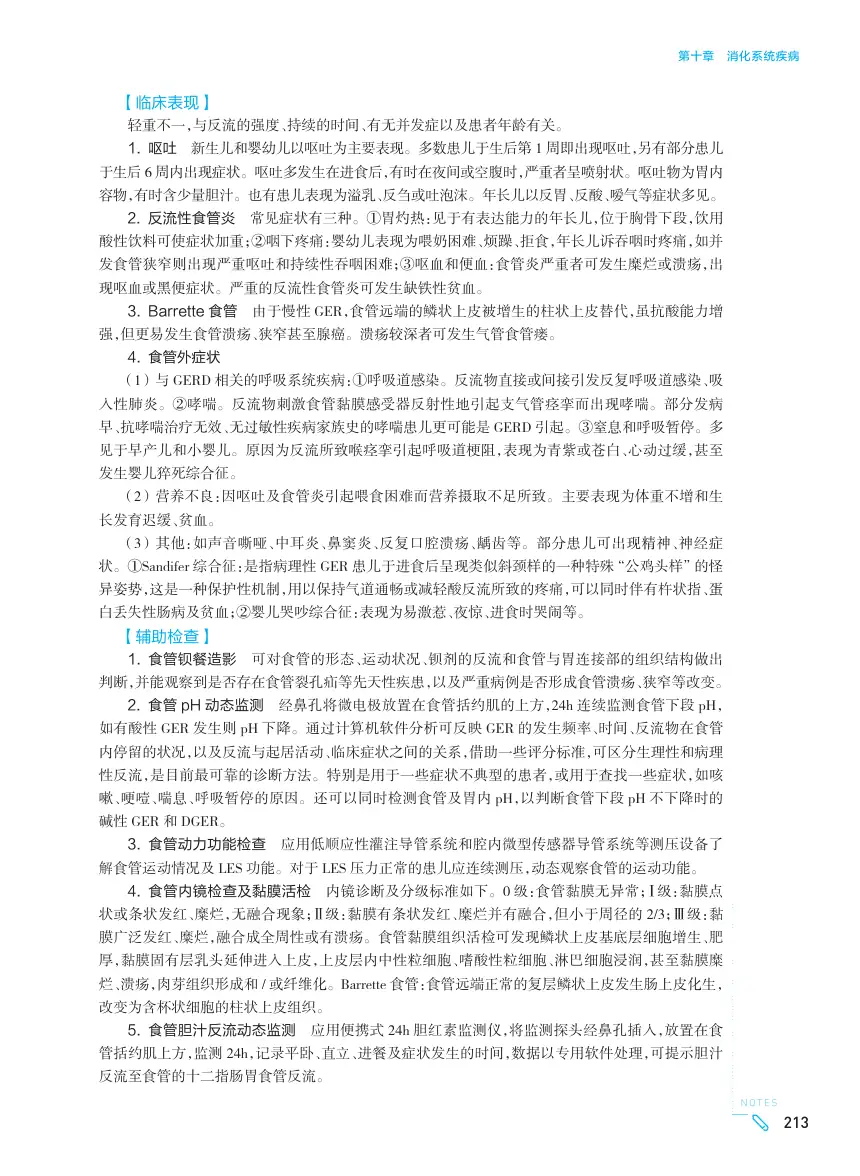 第十章 消化系统疾病
【临床表现】
轻重不一,与反流的强度、持续的时间、有无并发症以及患者年龄有关。
1. 呕吐 新生儿和婴幼儿以呕吐为主要表现。多数患儿于生后第 1 周即出现呕吐,另有部分患儿
于生后 6 周内出现症状。呕吐多发生在进食后,有时在夜间或空腹时,严重者呈喷射状。呕吐物为胃内
容物,有时含少量胆汁。也有患儿表现为溢乳、反刍或吐泡沫。年长儿以反胃、反酸、嗳气等症状多见。
2. 反流性食管炎 常见症状有三种。①胃灼热:见于有表达能力的年长儿,位于胸骨下段,饮用
酸性饮料可使症状加重;②咽下疼痛:婴幼儿表现为喂奶困难、烦躁、拒食,年长儿诉吞咽时疼痛,如并
发食管狭窄则出现严重呕吐和持续性吞咽困难;③呕血和便血:食管炎严重者可发生糜烂或溃疡,出
现呕血或黑便症状。严重的反流性食管炎可发生缺铁性贫血。
3. Barrette 食管 由于慢性 GER,食管远端的鳞状上皮被增生的柱状上皮替代,虽抗酸能力增
强,但更易发生食管溃疡、狭窄甚至腺癌。溃疡较深者可发生气管食管瘘。
4. 食管外症状
(1)与 GERD 相关的呼吸系统疾病:①呼吸道感染。反流物直接或间接引发反复呼吸道感染、吸
入性肺炎。②哮喘。反流物刺激食管黏膜感受器反射性地引起支气管痉挛而出现哮喘。部分发病
早、抗哮喘治疗无效、无过敏性疾病家族史的哮喘患儿更可能是 GERD 引起。③窒息和呼吸暂停。多
见于早产儿和小婴儿。原因为反流所致喉痉挛引起呼吸道梗阻,表现为青紫或苍白、心动过缓,甚至
发生婴儿猝死综合征。
(2)营养不良:因呕吐及食管炎引起喂食困难而营养摄取不足所致。主要表现为体重不增和生
长发育迟缓、贫血。
(3)其他:如声音嘶哑、中耳炎、鼻窦炎、反复口腔溃疡、龋齿等。部分患儿可出现精神、神经症
状。①Sandifer 综合征:是指病理性 GER 患儿于进食后呈现类似斜颈样的一种特殊“公鸡头样”的怪
异姿势,这是一种保护性机制,用以保持气道通畅或减轻酸反流所致的疼痛,可以同时伴有杵状指、蛋
白丢失性肠病及贫血;②婴儿哭吵综合征:表现为易激惹、夜惊、进食时哭闹等。
【辅助检查】
1. 食管钡餐造影 可对食管的形态、运动状况、钡剂的反流和食管与胃连接部的组织结构做出
判断,并能观察到是否存在食管裂孔疝等先天性疾患,以及严重病例是否形成食管溃疡、狭窄等改变。
2. 食管 pH 动态监测 经鼻孔将微电极放置在食管括约肌的上方,24h 连续监测食管下段 pH,
如有酸性 GER 发生则 pH 下降。通过计算机软件分析可反映 GER 的发生频率、时间、反流物在食管
内停留的状况,以及反流与起居活动、临床症状之间的关系,借助一些评分标准,可区分生理性和病理
性反流,是目前最可靠的诊断方法。特别是用于一些症状不典型的患者,或用于查找一些症状,如咳
嗽、哽噎、喘息、呼吸暂停的原因。还可以同时检测食管及胃内 pH,以判断食管下段 pH 不下降时的
碱性 GER 和 DGER。
3. 食管动力功能检查 应用低顺应性灌注导管系统和腔内微型传感器导管系统等测压设备了
解食管运动情况及 LES 功能。对于 LES 压力正常的患儿应连续测压,动态观察食管的运动功能。
4. 食管内镜检查及黏膜活检 内镜诊断及分级标准如下。0 级:食管黏膜无异常;Ⅰ级:黏膜点
状或条状发红、糜烂,无融合现象;Ⅱ级:黏膜有条状发红、糜烂并有融合,但小于周径的 2/3;Ⅲ级:黏
膜广泛发红、糜烂,融合成全周性或有溃疡。食管黏膜组织活检可发现鳞状上皮基底层细胞增生、肥
厚,黏膜固有层乳头延伸进入上皮,上皮层内中性粒细胞、嗜酸性粒细胞、淋巴细胞浸润,甚至黏膜糜
烂、溃疡,肉芽组织形成和 / 或纤维化。Barrette 食管:食管远端正常的复层鳞状上皮发生肠上皮化生,
改变为含杯状细胞的柱状上皮组织。
5. 食管胆汁反流动态监测 应用便携式 24h 胆红素监测仪,将监测探头经鼻孔插入,放置在食
管括约肌上方,监测 24h,记录平卧、直立、进餐及症状发生的时间,数据以专用软件处理,可提示胆汁
反流至食管的十二指肠胃食管反流。
NOTES
213